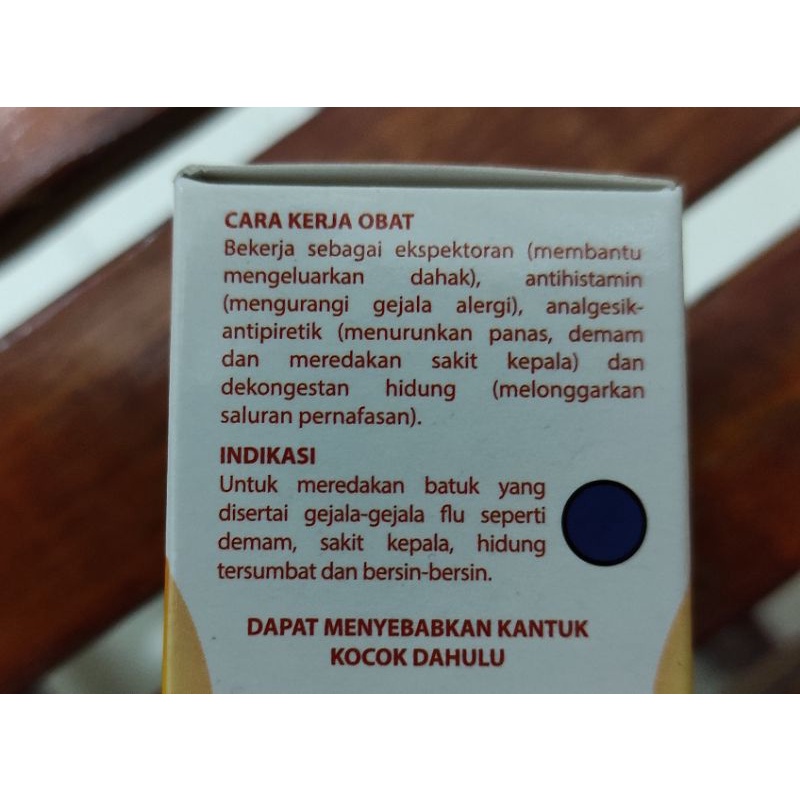 CARA KERJA OBAT
Bekerja sebagai ekspektoran (membantu
mengeluarkan dahak), antihistamin
(mengurangi gejala alergi), analgesik-
antipiretik (menurunkan panas, demam
dan meredakan sakit kepala) dan
dekongestan hidung (melonggarkan
saluran pernafasan).
INDIKASI
Untuk meredakan batuk yang
disertai gejala-gejala flu seperti
demam, sakit kepala, hidung
tersumbat dan bersin-bersin.
DAPAT MENYEBABKAN KANTUK
KOCOK DAHULU